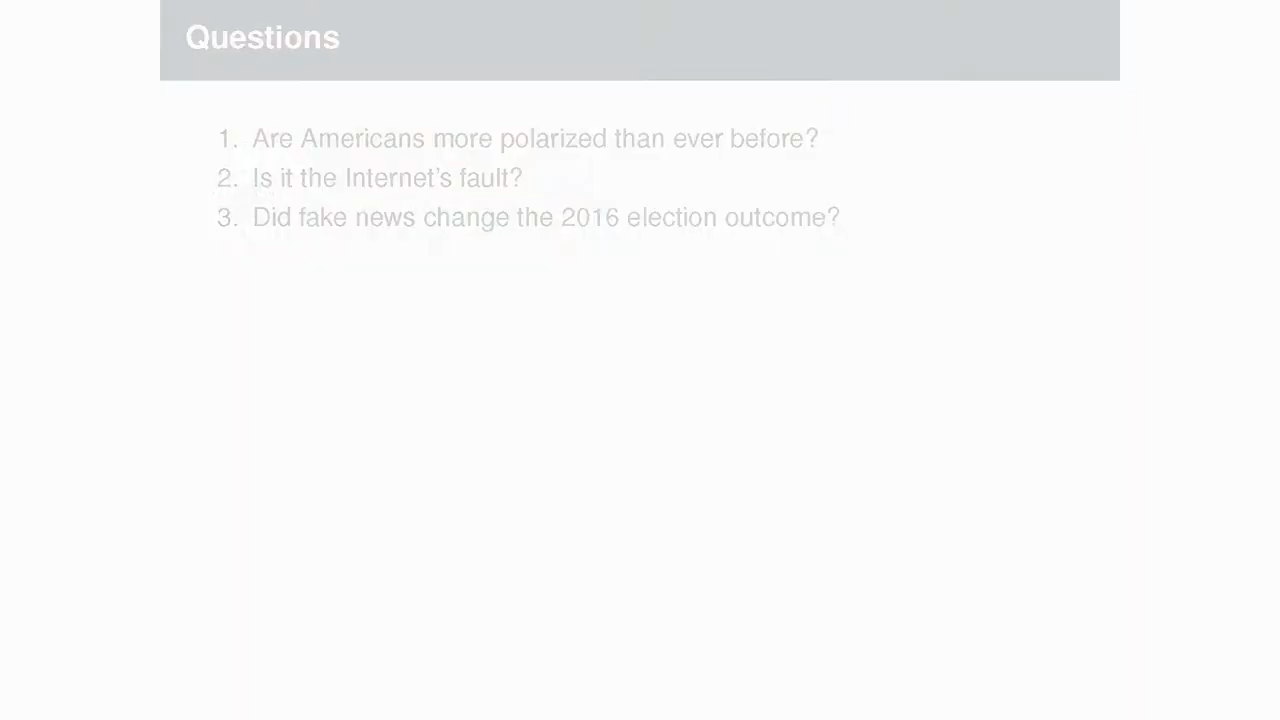 Questions
1. Are Americans more polarized than ever before?
2. Is it the Internet's fault?
3. Did fake news change the 2016 election outcome?